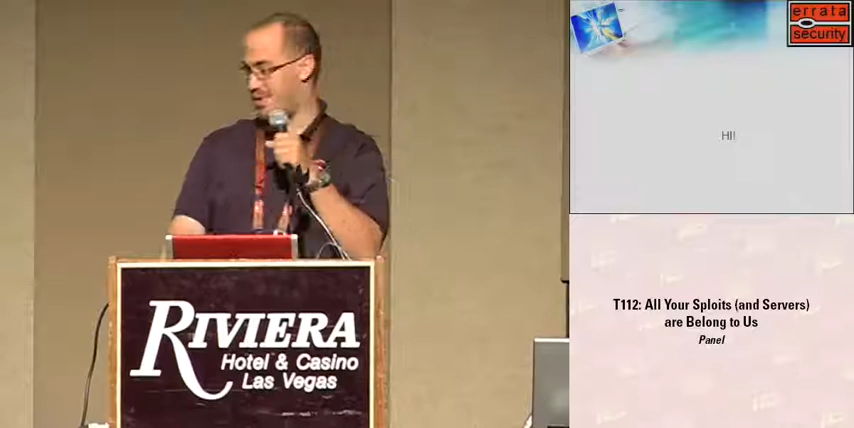 errata
security
HI!
T112: All Your Sploits (and Servers)
are Belong to Us
Panel
RIVIERA
Hotel & Casino
Las Vegas